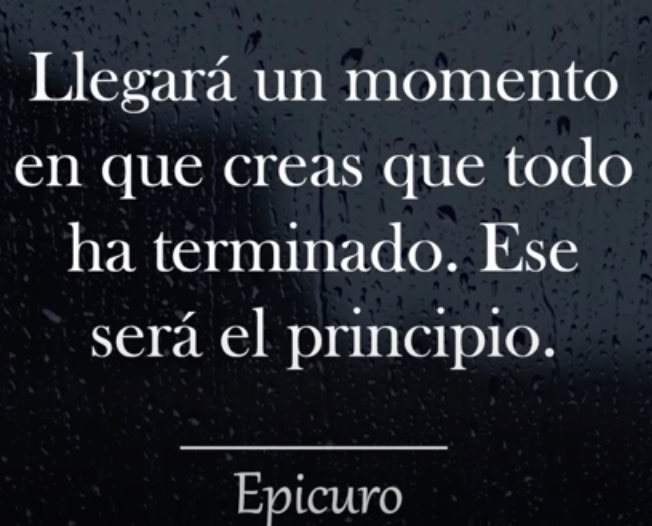 Llegará un momento
en que creas que todo
ha terminado. Ese
será el principio.
Epicuro